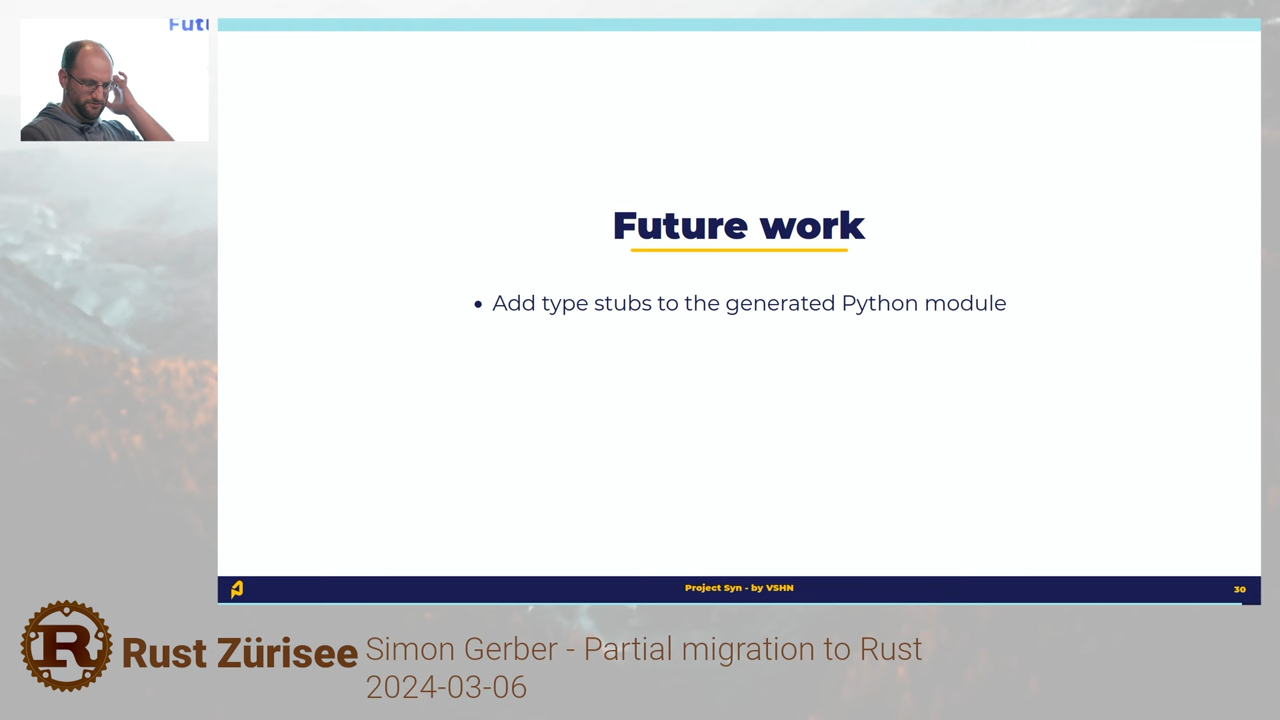 Futu
Future work
• Add type stubs to the generated Python module
Project Syn - by VSHN
30
R
Rust Zürisee
Simon Gerber - Partial migration to Rust
2024-03-06